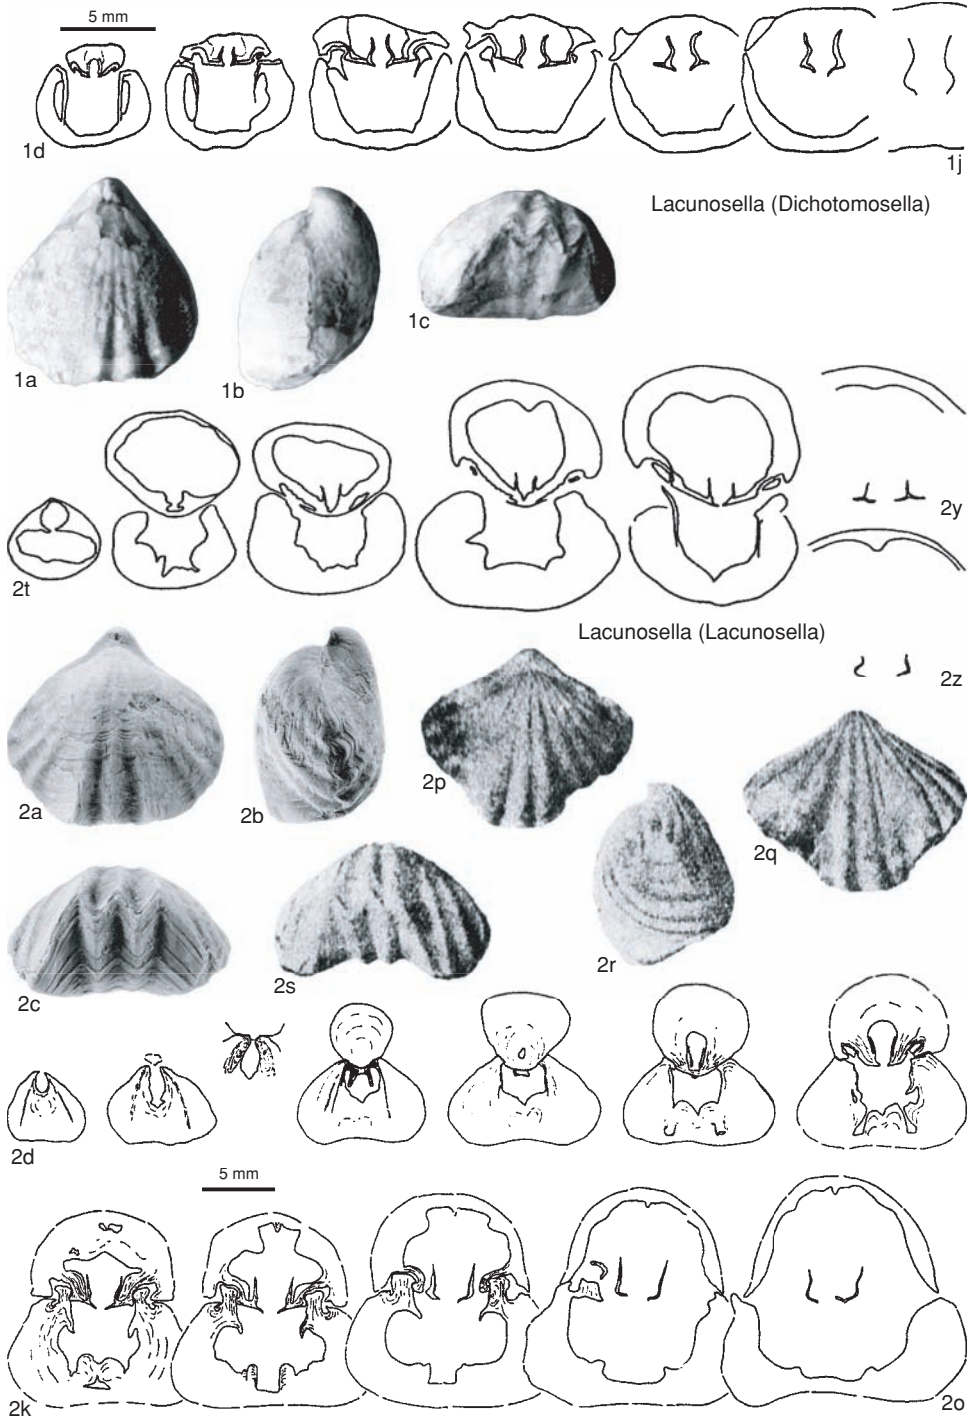 5 mm
1d
1j
Lacunosella (Dichotomosella)
1a
1b
1c
2t
2y
Lacunosella (Lacunosella)
2z
2a
2b
2p
2q
2c
2s
2r
2d
5 mm
2k
2o